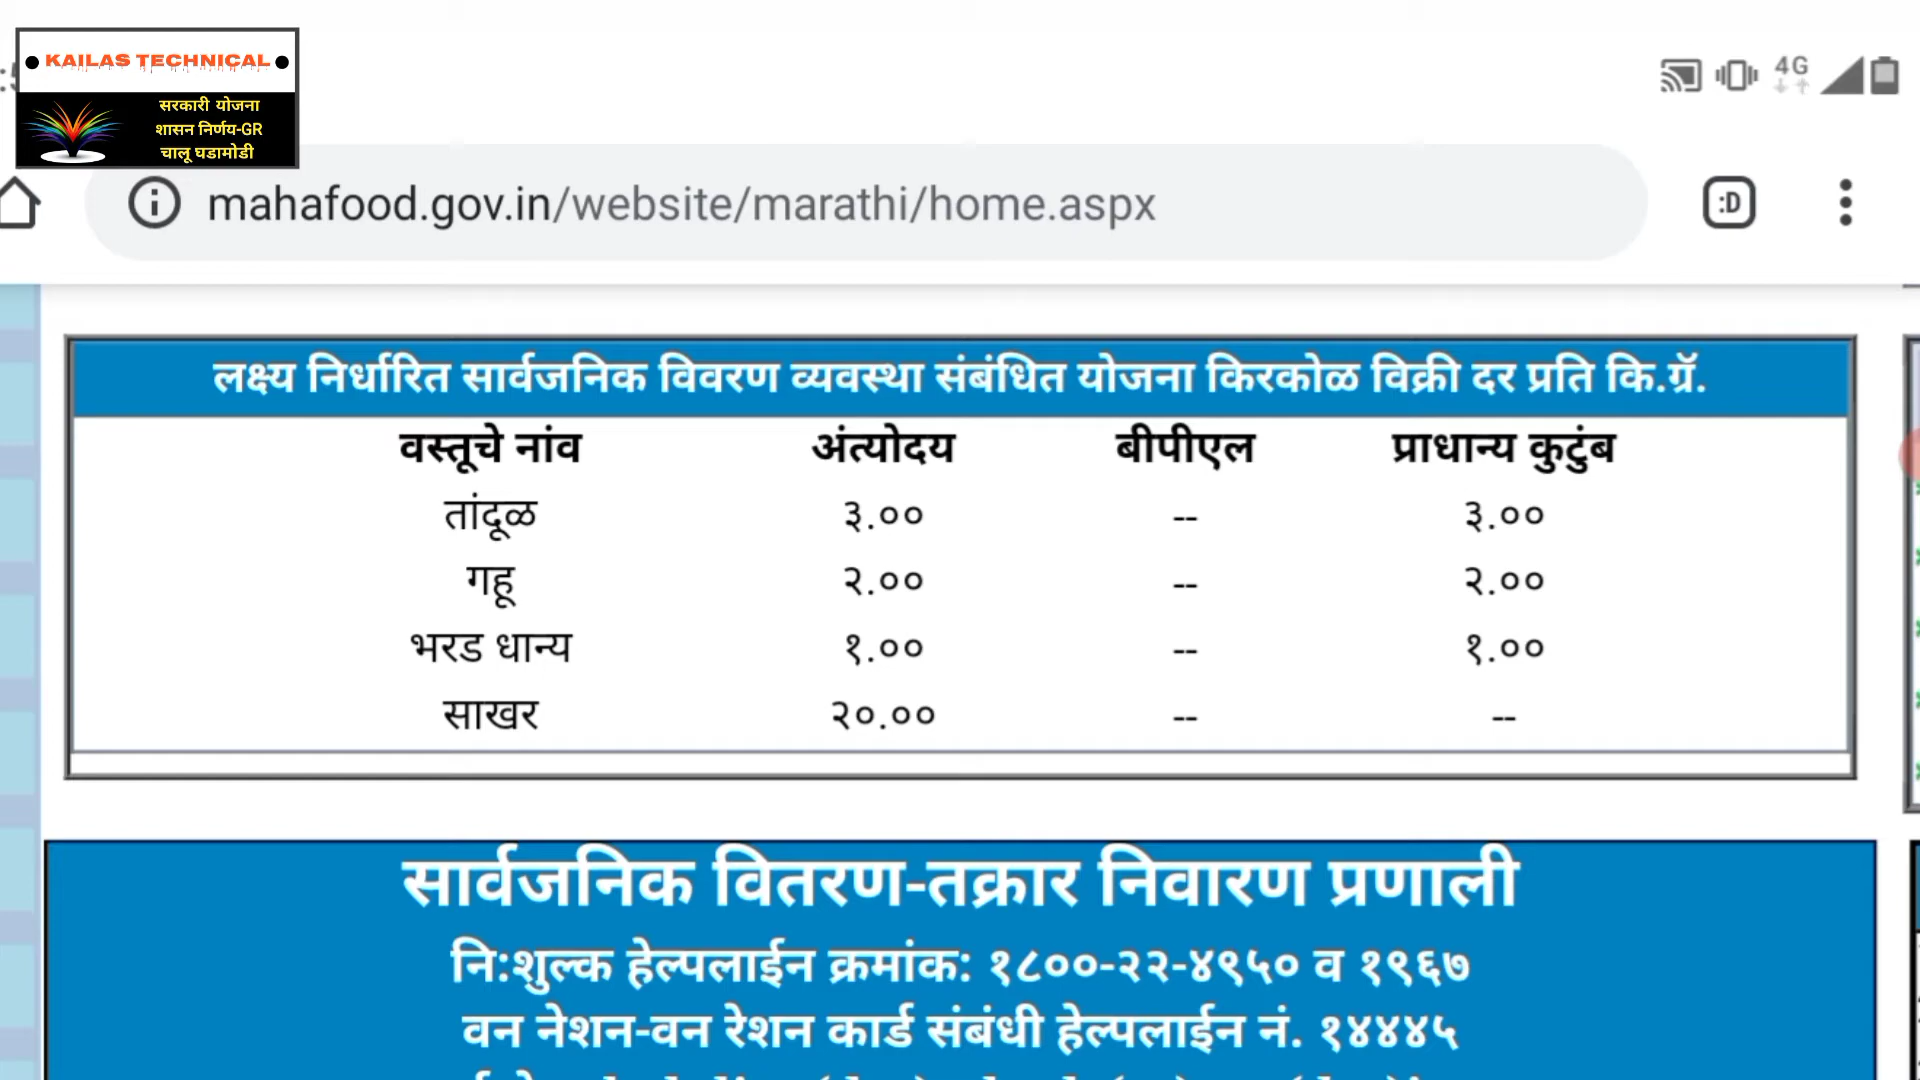 KAILAS TECHNICAL
सरकारी योजना
शासन निर्णय-GR
चालू घडामोडी
4G
mahafood.gov.in/website/marathi/home.aspx
:D
लक्ष्य निर्धारित सार्वजनिक विवरण व्यवस्था संबंधित योजना किरकोळ विक्री दर प्रति कि.ग्रॅ.
वस्तूचे नांव अंत्योदय बीपीएल प्राधान्य कुटुंब
तांदूळ ३.०० -- ३.००
गहू २.०० -- २.००
भरड धान्य १.०० -- १.००
साखर २०.०० -- --
सार्वजनिक वितरण-तक्रार निवारण प्रणाली
नि:शुल्क हेल्पलाईन क्रमांक: १८००-२२-४९५० व १९६७
वन नेशन-वन रेशन कार्ड संबंधी हेल्पलाईन नं. १४४४५